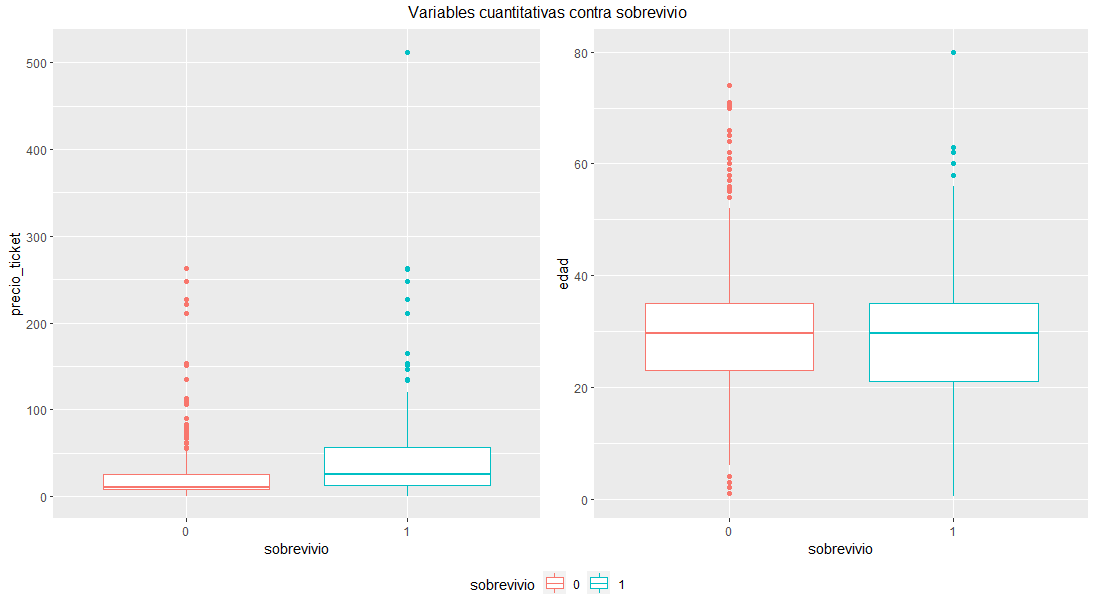 Variables cuantitativas contra sobrevivio
precio_ticket
500
400
300
200
100
0
0 1
sobrevivio
edad
80
60
40
20
0
0 1
sobrevivio
sobrevivio 0 1